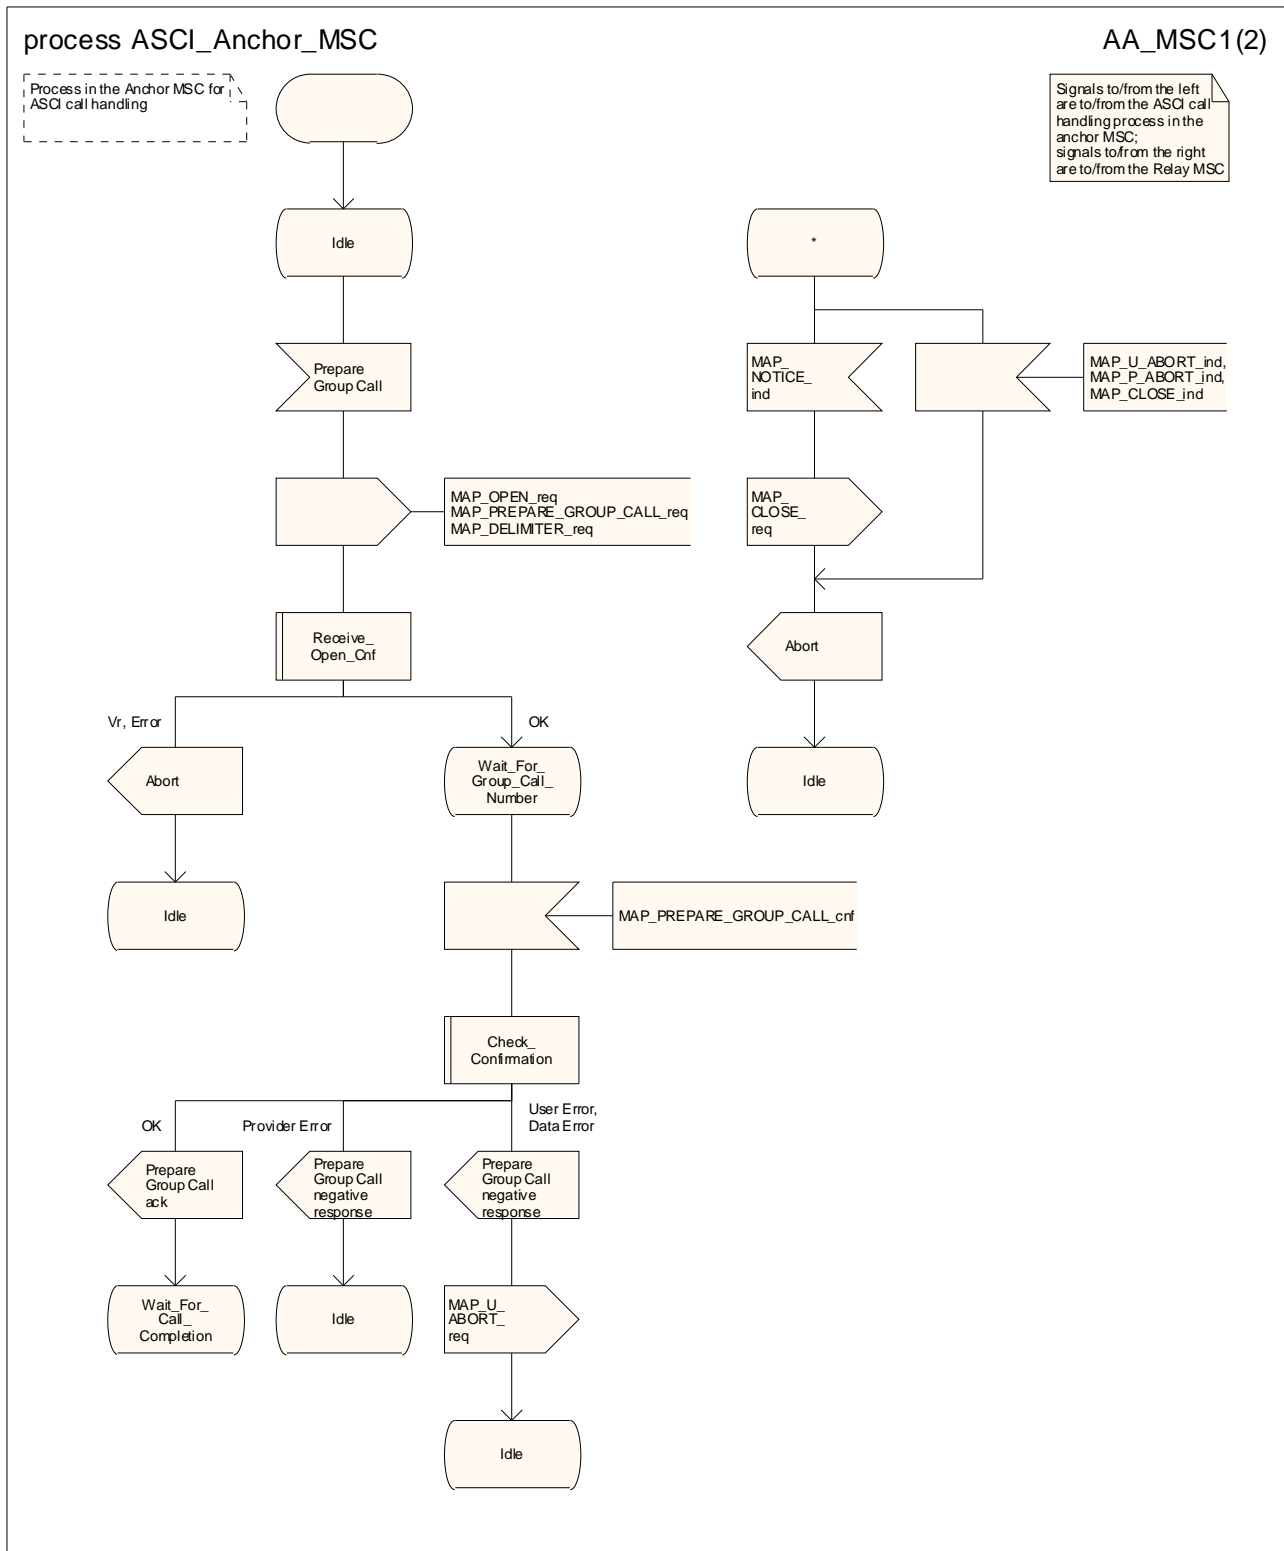 process ASCI_Anchor_MSC
AA_MSC1(2)
Process in the Anchor MSC for
ASCI call handling
Signals to/from the left
are to/from the ASCI call
handling process in the
anchor MSC;
signals to/from the right
are to/from the Relay MSC
Idle
*
Prepare
Group Call
MAP_
NOTICE_
ind
MAP_U_ABORT_ind,
MAP_P_ABORT_ind,
MAP_CLOSE_ind
MAP_OPEN_req
MAP_PREPARE_GROUP_CALL_req
MAP_DELIMITER_req
MAP_
CLOSE_
req
Receive_
Open_Cnf
Abort
Vr, Error
OK
Abort
Wait_For_
Group_Call_
Number
Idle
Idle
MAP_PREPARE_GROUP_CALL_cnf
Check_
Confirmation
OK
Provider Error
User Error,
Data Error
Prepare
Group Call
ack
Prepare
Group Call
negative
response
Prepare
Group Call
negative
response
Wait_For_
Call_
Completion
Idle
MAP_U_
ABORT_
req
Idle